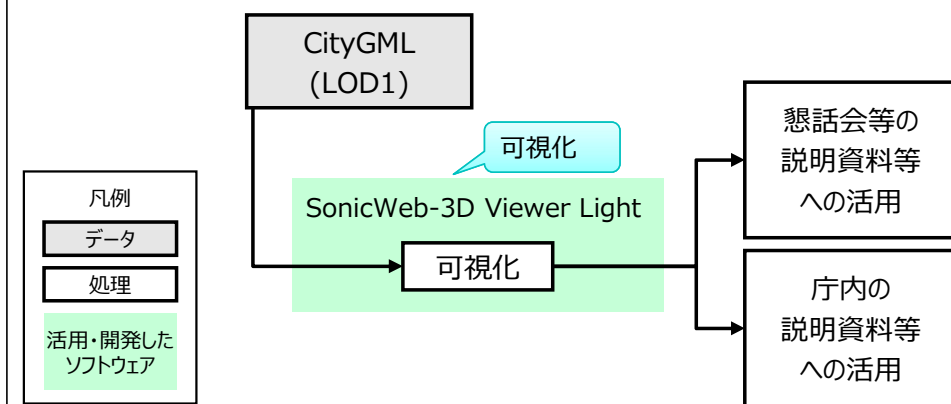 CityGML
(LOD1)
可視化
SonicWeb-3D Viewer Light
可視化
懇話会等の
説明資料等
への活用
庁内の
説明資料等
への活用
凡例
データ
処理
活用・開発した
ソフトウェア